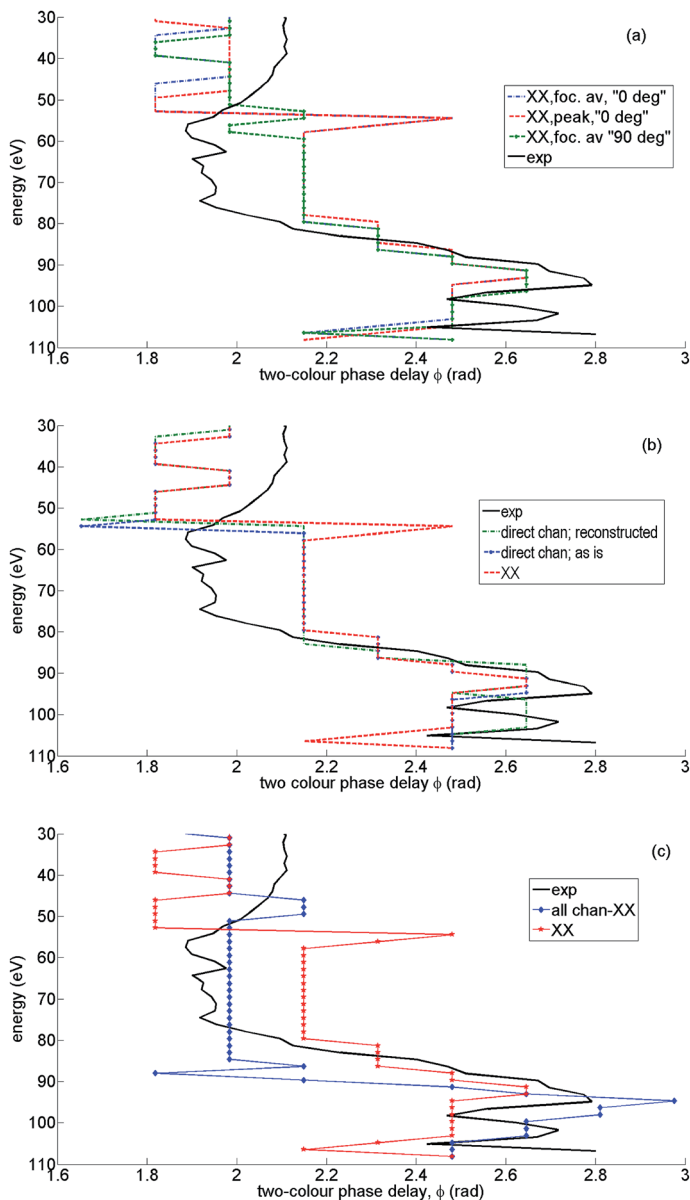 30
(a)
40
XX,foc. av, "0 deg"
50
XX,peak,"0 deg"
XX,foc. av "90 deg"
60
exp
energy (eV)
70
80
90
100
110
1.6 1.8 2 2.2 2.4 2.6 2.8 3
two-colour phase delay ϕ (rad)
30
(b)
40
exp
50
direct chan; reconstructed
direct chan; as is
60
XX
energy (eV)
70
80
90
100
110
1.6 1.8 2 2.2 2.4 2.6 2.8 3
two colour phase delay ϕ (rad)
30
(c)
40
exp
all chan-XX
50
XX
60
energy (eV)
70
80
90
100
110
1.6 1.8 2 2.2 2.4 2.6 2.8 3
two-colour phase delay, ϕ (rad)